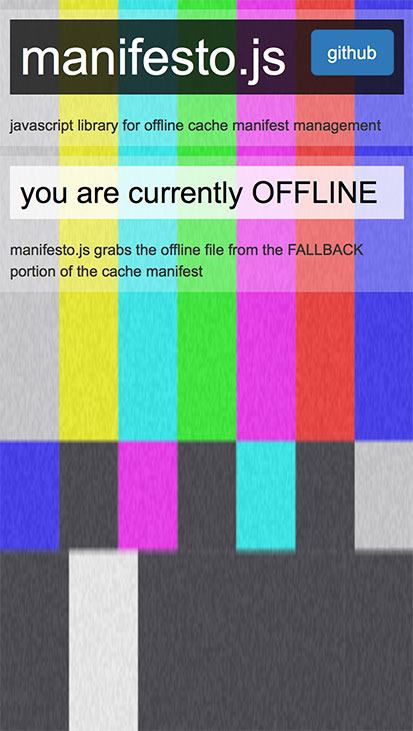 manifesto.js
github
javascript library for offline cache manifest management
you are currently OFFLINE
manifesto.js grabs the offline file from the FALLBACK
portion of the cache manifest